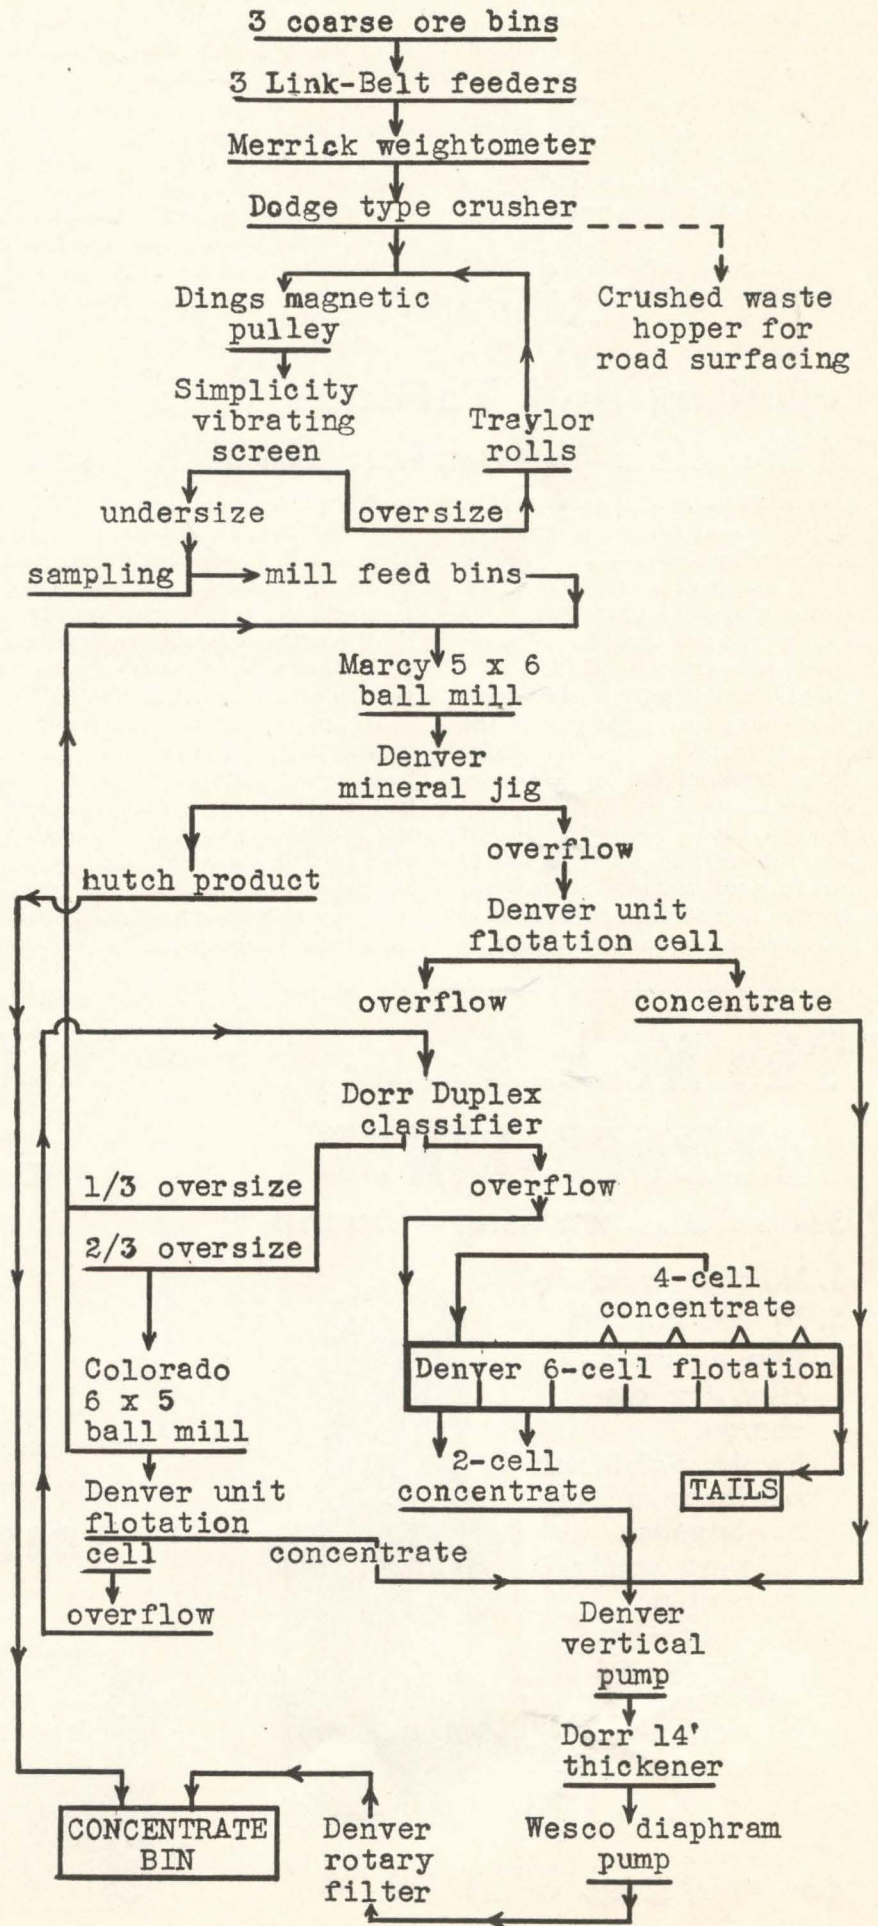 3 coarse ore bins
3 Link-Belt feeders
Merrick weightometer
Dodge type crusher
Dings magnetic
pulley
Crushed waste
hopper for
road surfacing
Simplicity
vibrating
screen
Traylor
rolls
undersize
oversize
sampling
mill feed bins
Marcy 5 x 6
ball mill
Denver
mineral jig
overflow
hutch product
Denver unit
flotation cell
overflow
concentrate
Dorr Duplex
classifier
1/3 oversize
overflow
2/3 oversize
4-cell
concentrate
Denver 6-cell flotation
Colorado
6 x 5
ball mill
2-cell
concentrate
TAILS
Denver unit
flotation
cell
concentrate
overflow
Denver
vertical
pump
Dorr 14'
thickener
Wesco diaphram
pump
Denver
rotary
filter
CONCENTRATE
BIN